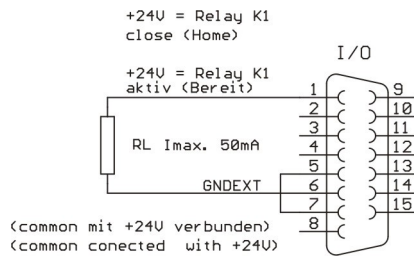 +24V = Relay K1
close (Home)
I/O
+24V = Relay K1
aktiv (Bereit)
1
9
2
10
3
11
RL Imax. 50mA
4
12
5
13
GNDEXT
6
14
7
15
(common mit +24V verbunden)
8
(common conected with +24V)